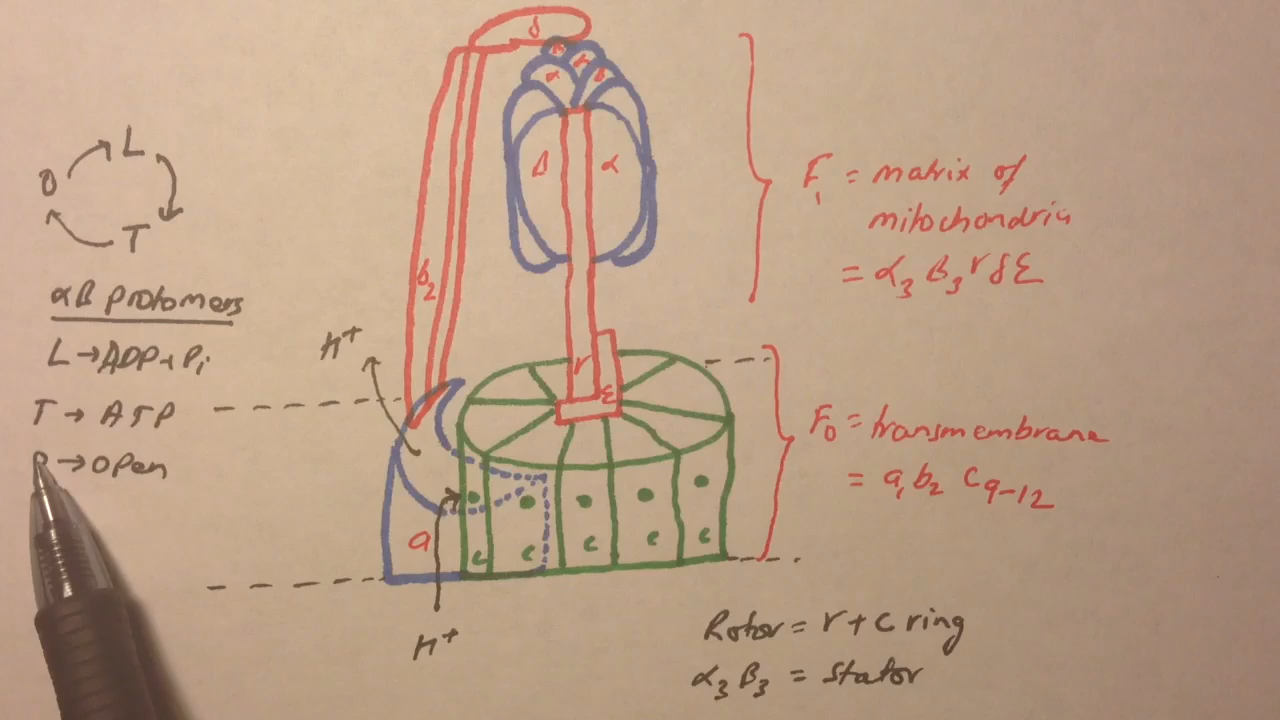 δ
α
α
β
β
α
O
L
T
b₂
αβ protomers
L → ADP + Pi
T → ATP
O → open
H⁺
γ
ε
a
c
c
c
c
c
H⁺
F₁ = matrix of
mitochondria
= α₃ β₃ γ δ ε
F₀ = transmembrane
= a₁ b₂ c₉₋₁₂
Rotor = γ + c ring
α₃ β₃ = stator